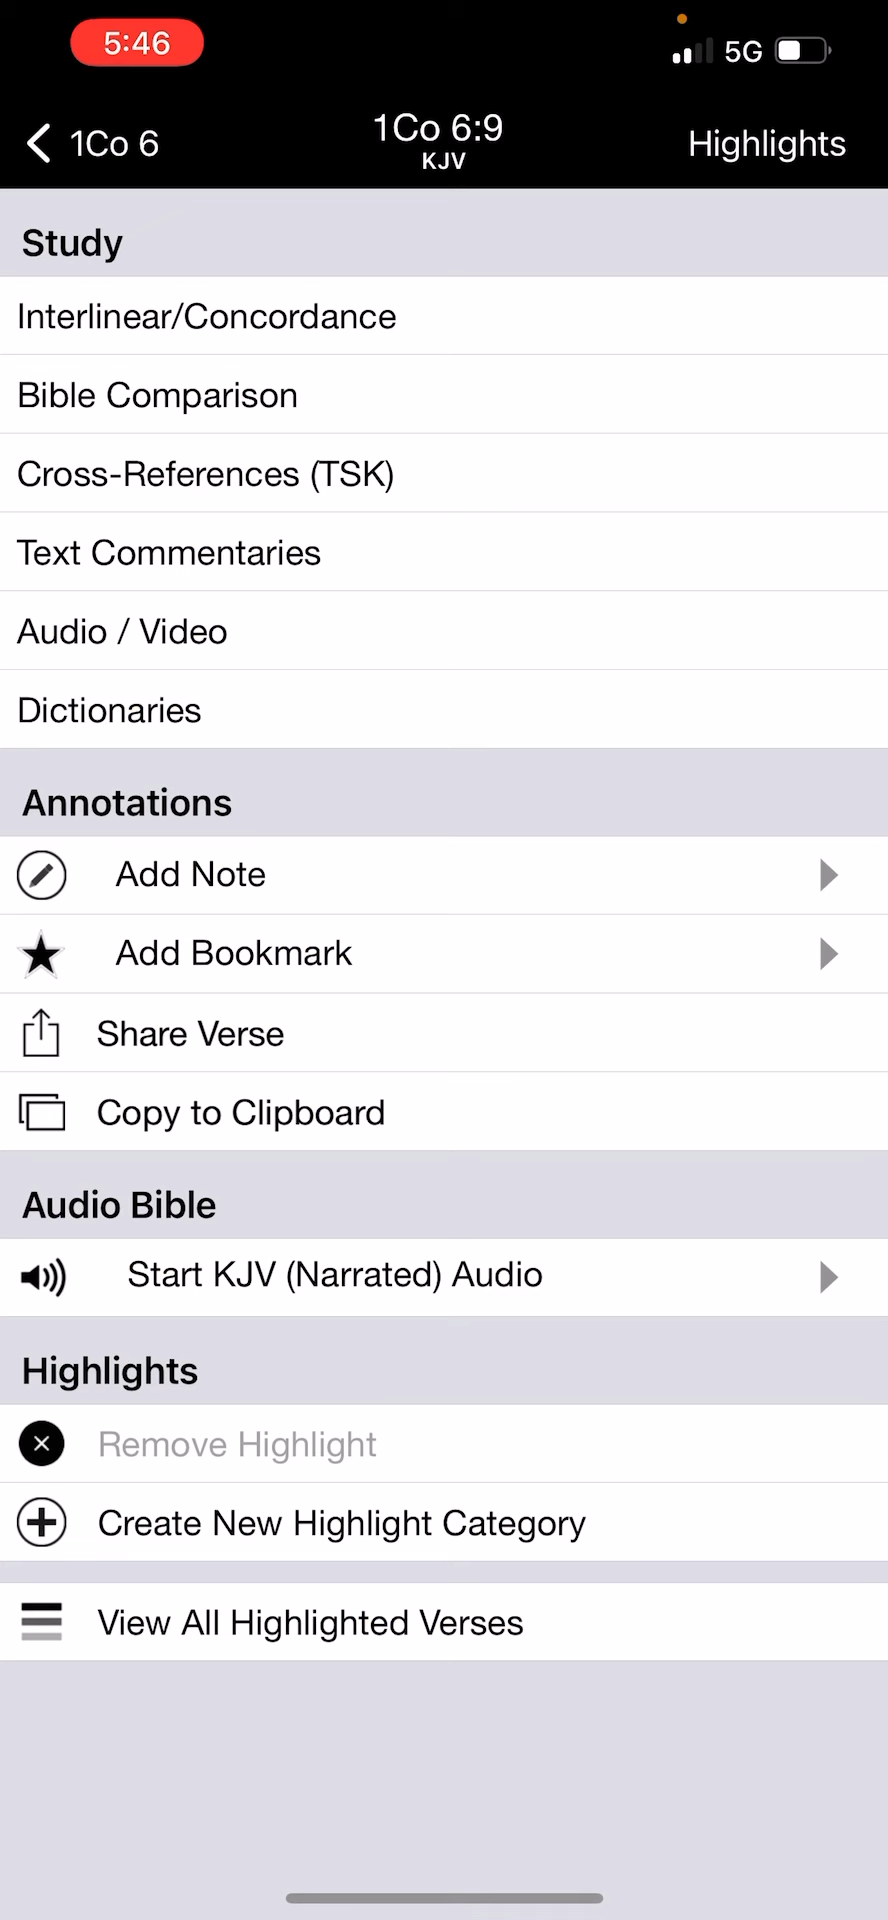 5:46
5G
1Co 6
1Co 6:9
KJV
Highlights
Study
Interlinear/Concordance
Bible Comparison
Cross-References (TSK)
Text Commentaries
Audio / Video
Dictionaries
Annotations
Add Note
Add Bookmark
Share Verse
Copy to Clipboard
Audio Bible
Start KJV (Narrated) Audio
Highlights
Remove Highlight
Create New Highlight Category
View All Highlighted Verses